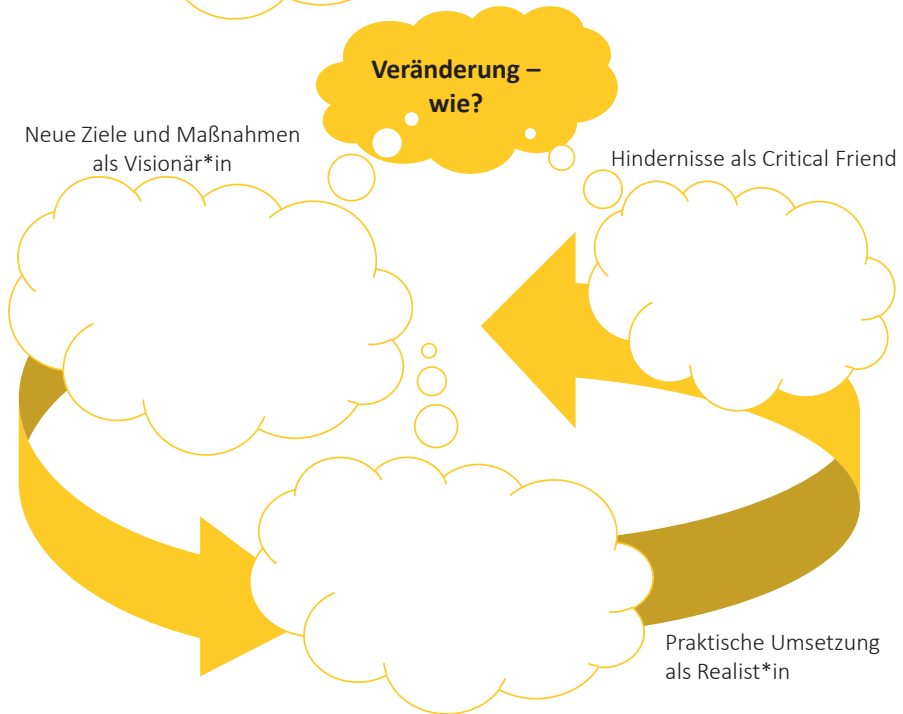 Veränderung –
wie?
Neue Ziele und Maßnahmen
als Visionär*in
Hindernisse als Critical Friend
Praktische Umsetzung
als Realist*in